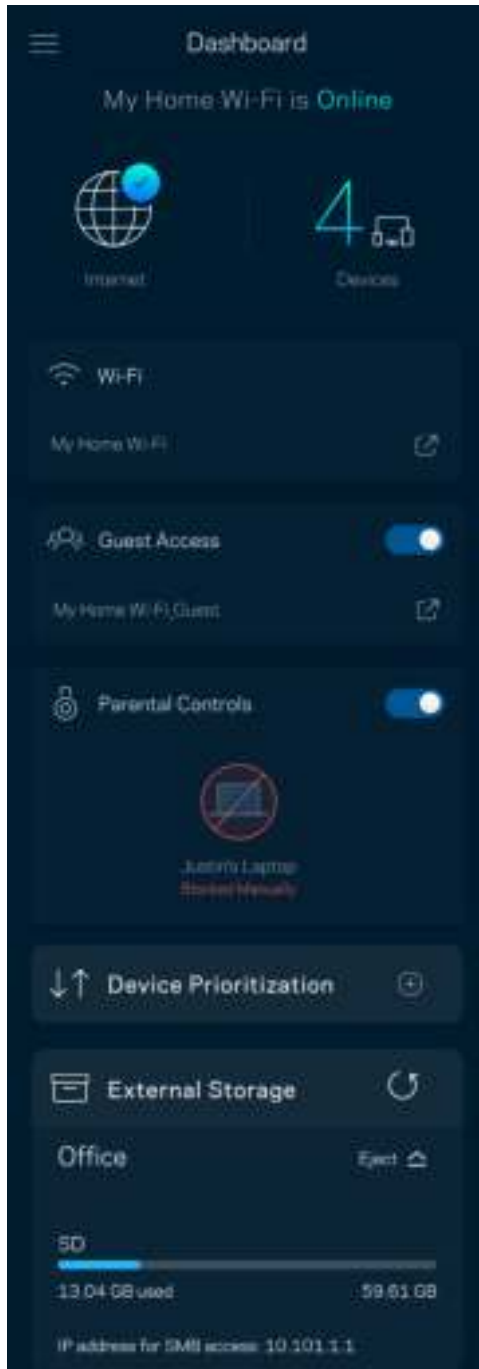 Dashboard
My Home Wi-Fi is Online
4
Internet
Devices
Wi-Fi
My Home Wi-Fi
Guest Access
My Home Wi-Fi_Guest
Parental Controls
Justin's Laptop
Blocked Manually
Device Prioritization
External Storage
Office
Eject
SD
13.04 GB used
59.61 GB
IP address for SMB access: 10.101.1.1